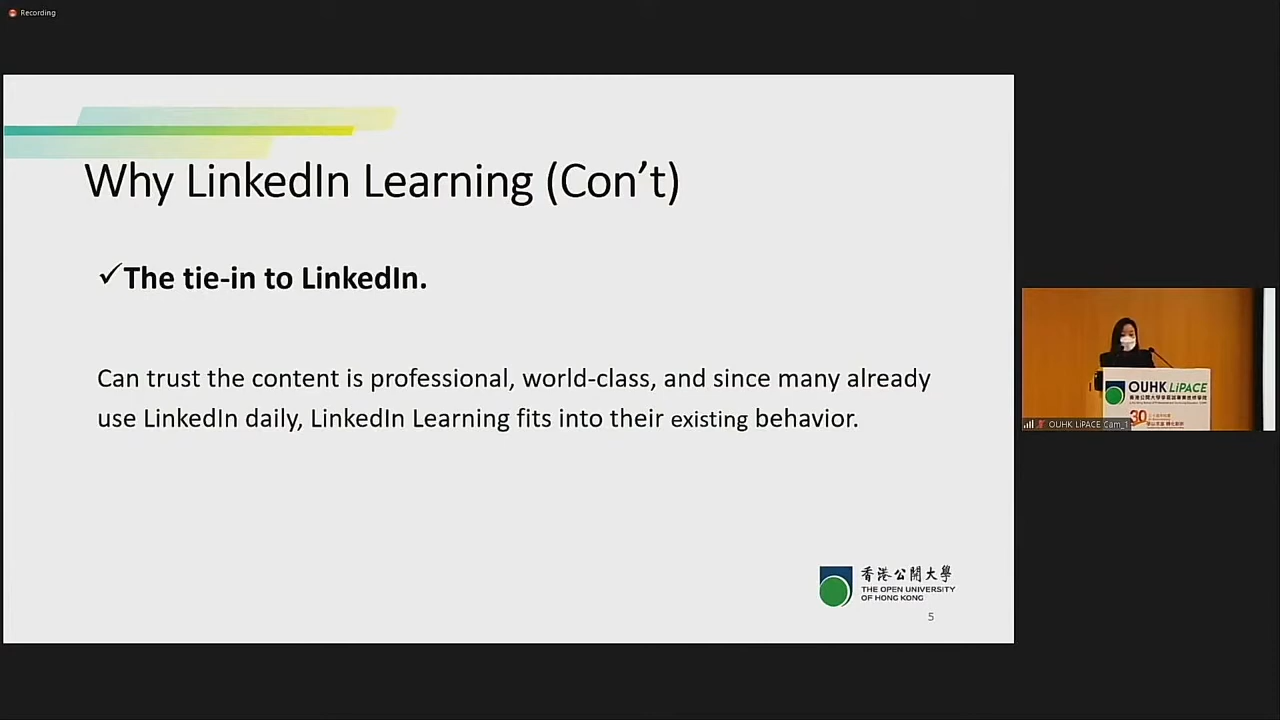 Recording
Why LinkedIn Learning (Con’t)
✓The tie-in to LinkedIn.
Can trust the content is professional, world-class, and since many already
use LinkedIn daily, LinkedIn Learning fits into their existing behavior.
香港公開大學
THE OPEN UNIVERSITY
OF HONG KONG
5
OUHK LiPACE
30
OUHK LiPACE Cam_1